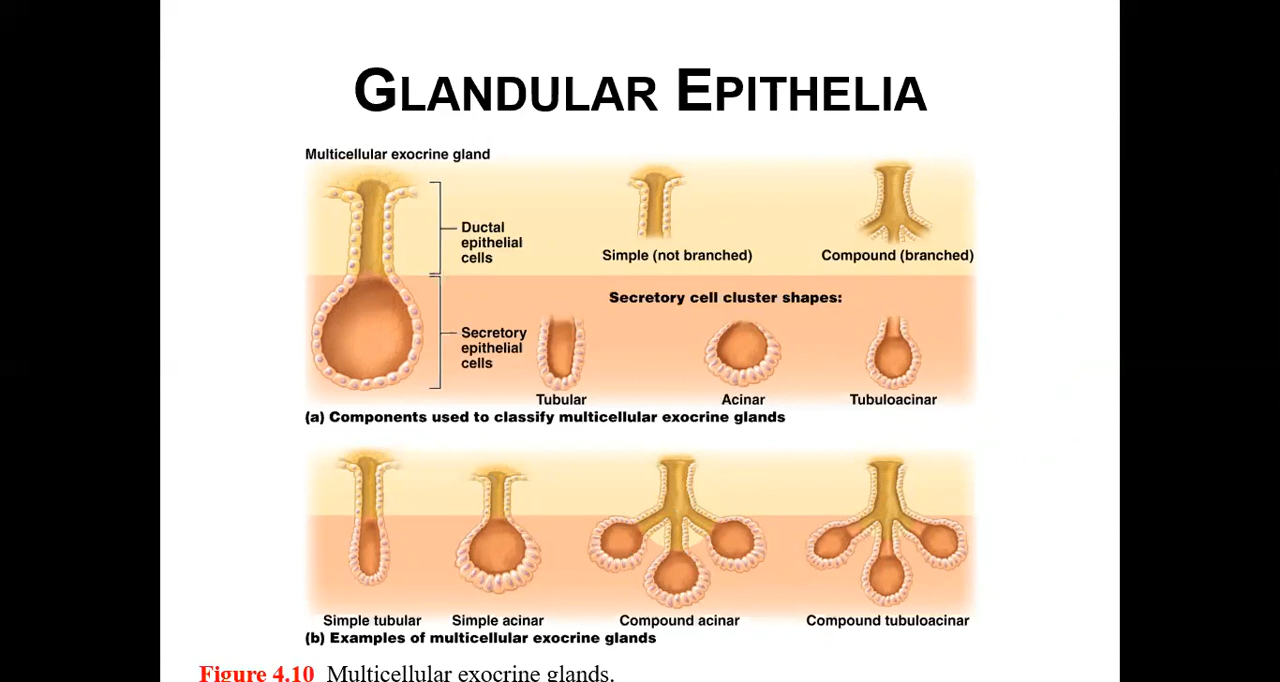 GLANDULAR EPITHELIA
Multicellular exocrine gland
Ductal
epithelial
cells
Simple (not branched)
Compound (branched)
Secretory cell cluster shapes:
Secretory
epithelial
cells
Tubular
Acinar
Tubuloacinar
(a) Components used to classify multicellular exocrine glands
Simple tubular
Simple acinar
Compound acinar
Compound tubuloacinar
(b) Examples of multicellular exocrine glands
Figure 4.10 Multicellular exocrine glands.